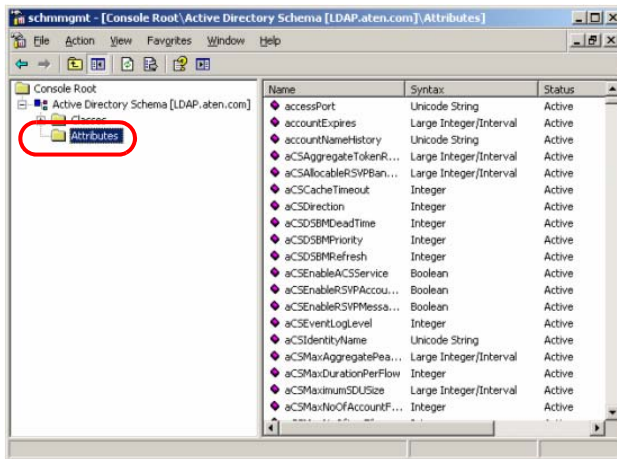 schmmgmt - [Console Root\Active Directory Schema [LDAP.aten.com]\Attributes]
File Action View Favorites Window Help
Console Root
Active Directory Schema [LDAP.aten.com]
Classes
Attributes
Name Syntax Status
accessPort Unicode String Active
accountExpires Large Integer/Interval Active
accountNameHistory Unicode String Active
aCSAggregateTokenR... Large Integer/Interval Active
aCSAllocableRSVPBan... Large Integer/Interval Active
aCSCacheTimeout Integer Active
aCSDirection Integer Active
aCSDSBMDeadTime Integer Active
aCSDSBMPriority Integer Active
aCSDSBMRefresh Integer Active
aCSEnableACSService Boolean Active
aCSEnableRSVPAccou... Boolean Active
aCSEnableRSVPMessa... Boolean Active
aCSEventLogLevel Integer Active
aCSIdentityName Unicode String Active
aCSMaxAggregatePea... Large Integer/Interval Active
aCSMaxDurationPerFlow Integer Active
aCSMaximumSDUSize Large Integer/Interval Active
aCSMaxNoOfAccountF... Integer Active